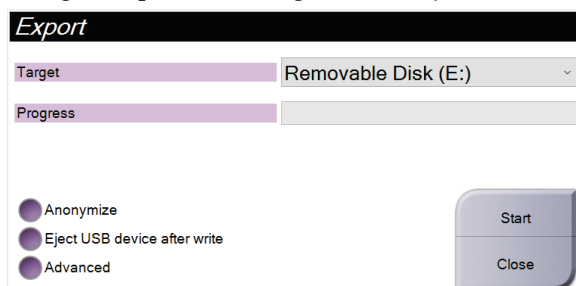 Export
Target
Removable Disk (E:)
Progress
Anonymize
Eject USB device after write
Advanced
Start
Close